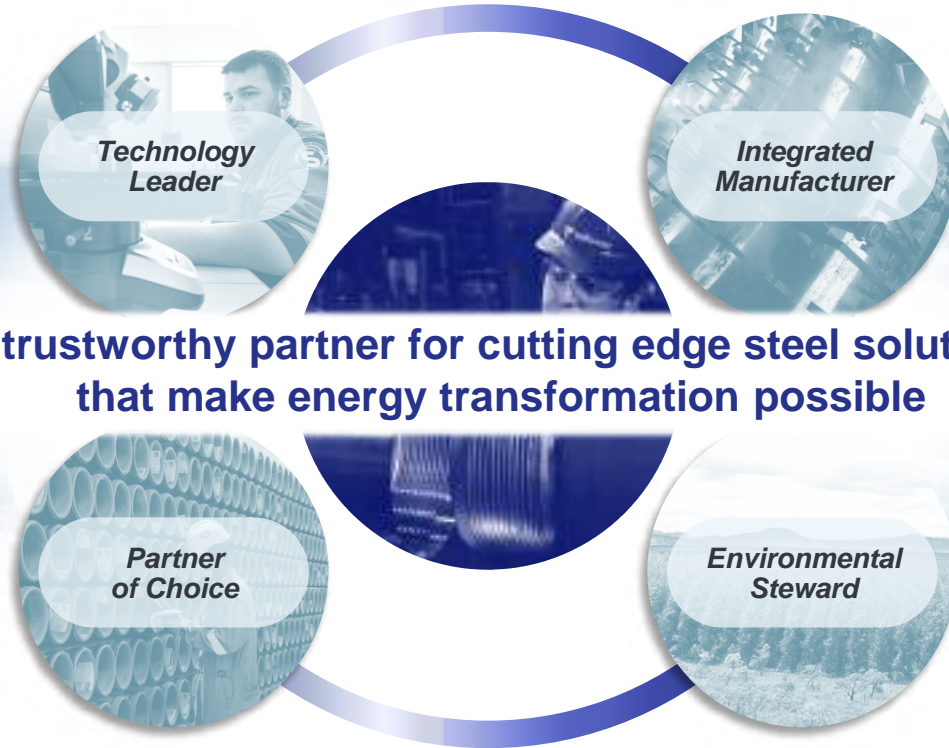 Technology
Leader
Integrated
Manufacturer
trustworthy partner for cutting edge steel
that make energy transformation possible
Partner
of Choice
Environmental
Steward